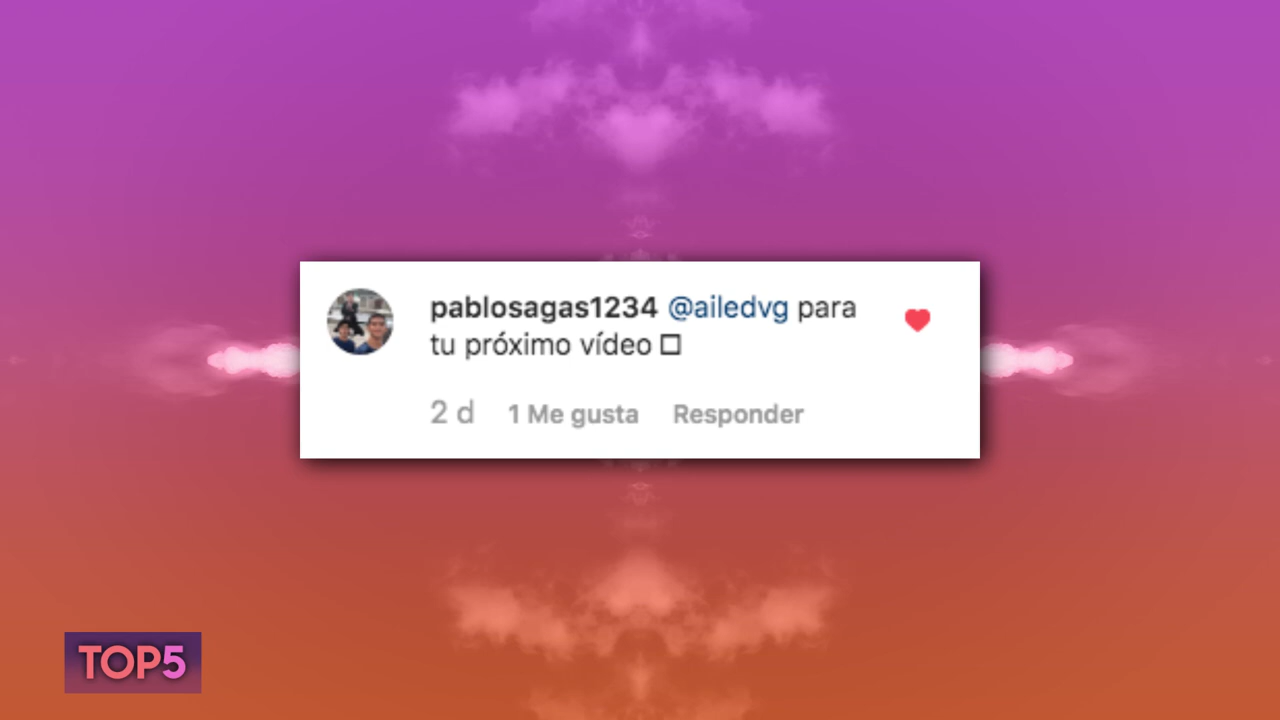 pablosagas1234 @ailedvg para
tu próximo vídeo □
2 d 1 Me gusta Responder
TOP5